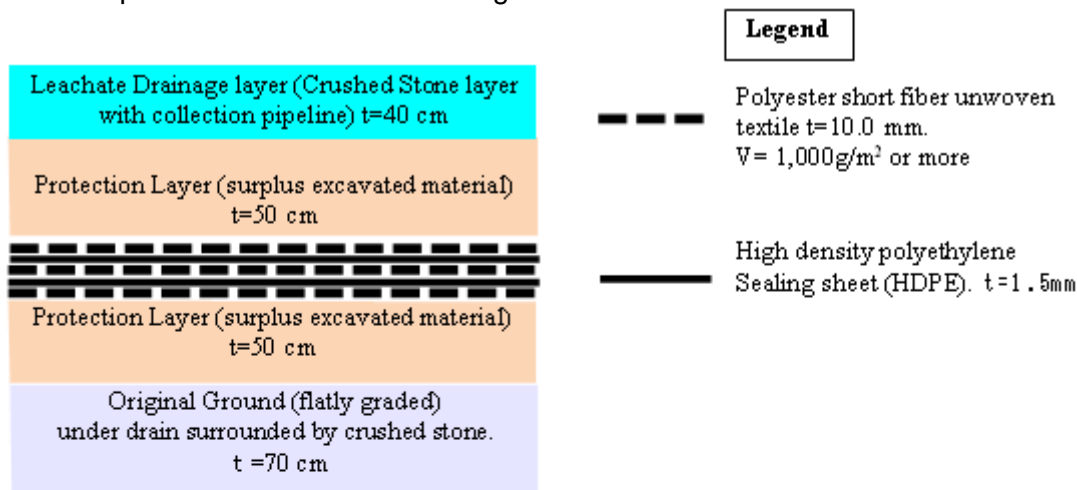 Legend
Leachate Drainage layer (Crushed Stone layer
with collection pipeline) t=40 cm
Protection Layer (surplus excavated material)
t=50 cm
Protection Layer (surplus excavated material)
t=50 cm
Original Ground (flatly graded)
under drain surrounded by crushed stone.
t =70 cm
Polyester short fiber unwoven
textile t=10.0 mm.
V= 1,000g/m² or more
High density polyethylene
Sealing sheet (HDPE). t=1.5mm